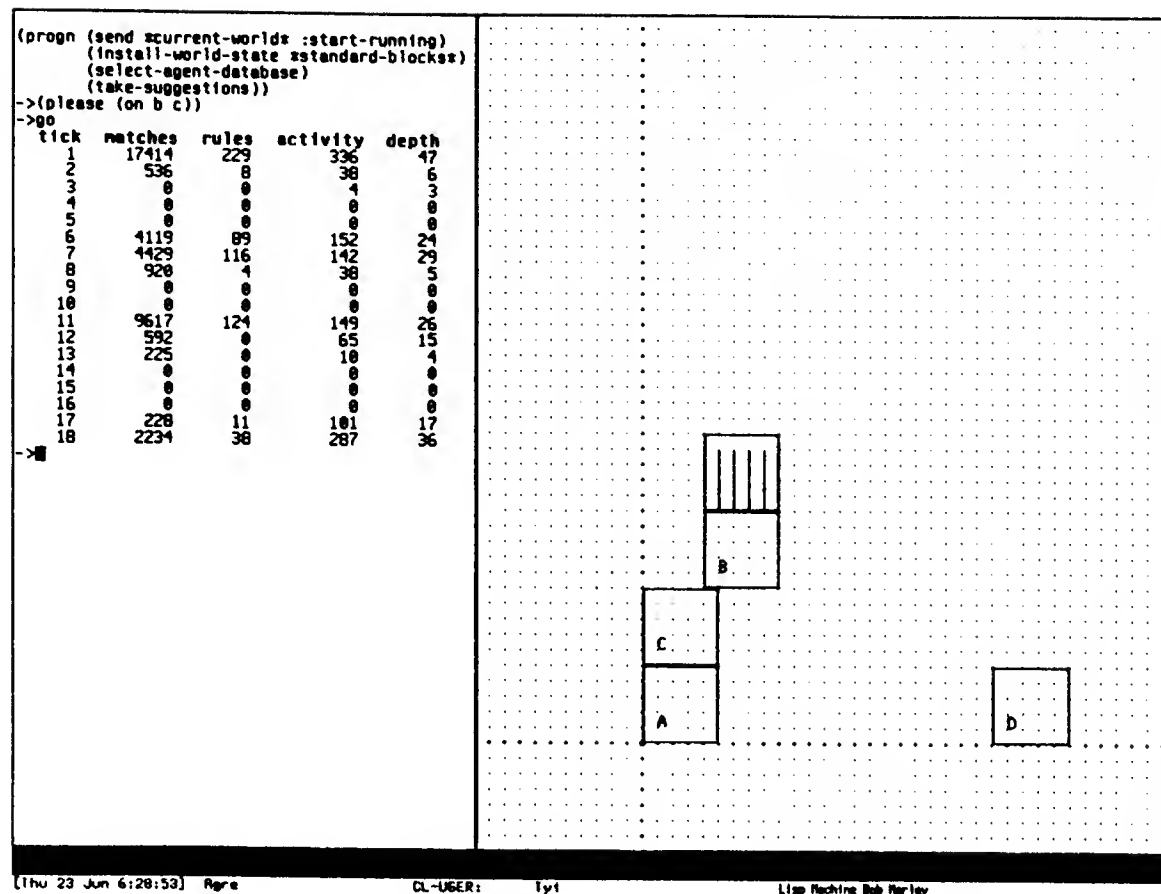 (progn (send *current-world* :start-running)
(install-world-state *standard-blocks*)
(select-agent-database)
(take-suggestions))
->(please (on b c))
->go
tick matches rules activity depth
1 17414 229 336 47
2 536 8 38 6
3 0 0 4 3
4 0 0 0 0
5 0 0 0 0
6 4119 89 152 24
7 4429 116 142 29
8 920 4 38 5
9 0 0 0 0
10 0 0 0 0
11 9617 124 149 26
12 592 0 65 15
13 225 0 10 4
14 0 0 0 0
15 0 0 0 0
16 0 0 0 0
17 228 11 101 17
18 2234 38 287 36
->
B
C
A
D
[Thu 23 Jun 6:28:53] Agre CL-USER: Tyi Lisp Machine Bob Marley